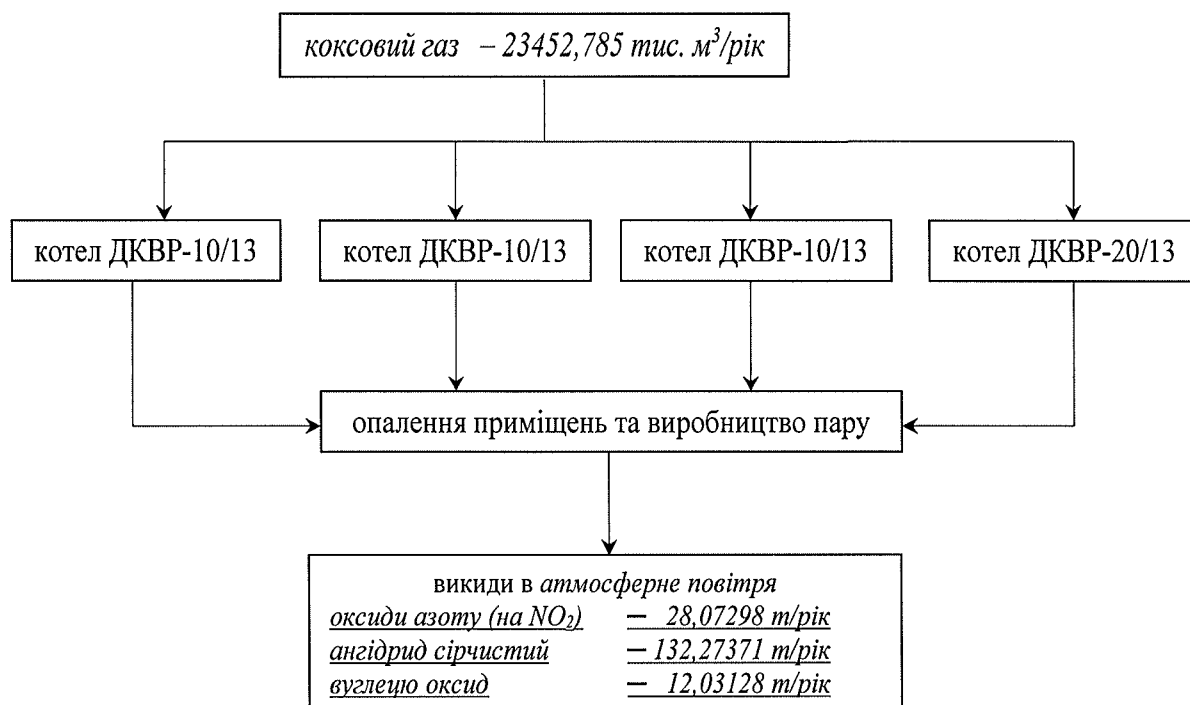 коксовий газ – 23452,785 тис. м³/рік
котел ДКВР-10/13
котел ДКВР-10/13
котел ДКВР-10/13
котел ДКВР-20/13
опалення приміщень та виробництво пару
викиди в атмосферне повітря
оксиди азоту (на NO₂) – 28,07298 т/рік
ангідрид сірчистий – 132,27371 т/рік
вуглецю оксид – 12,03128 т/рік